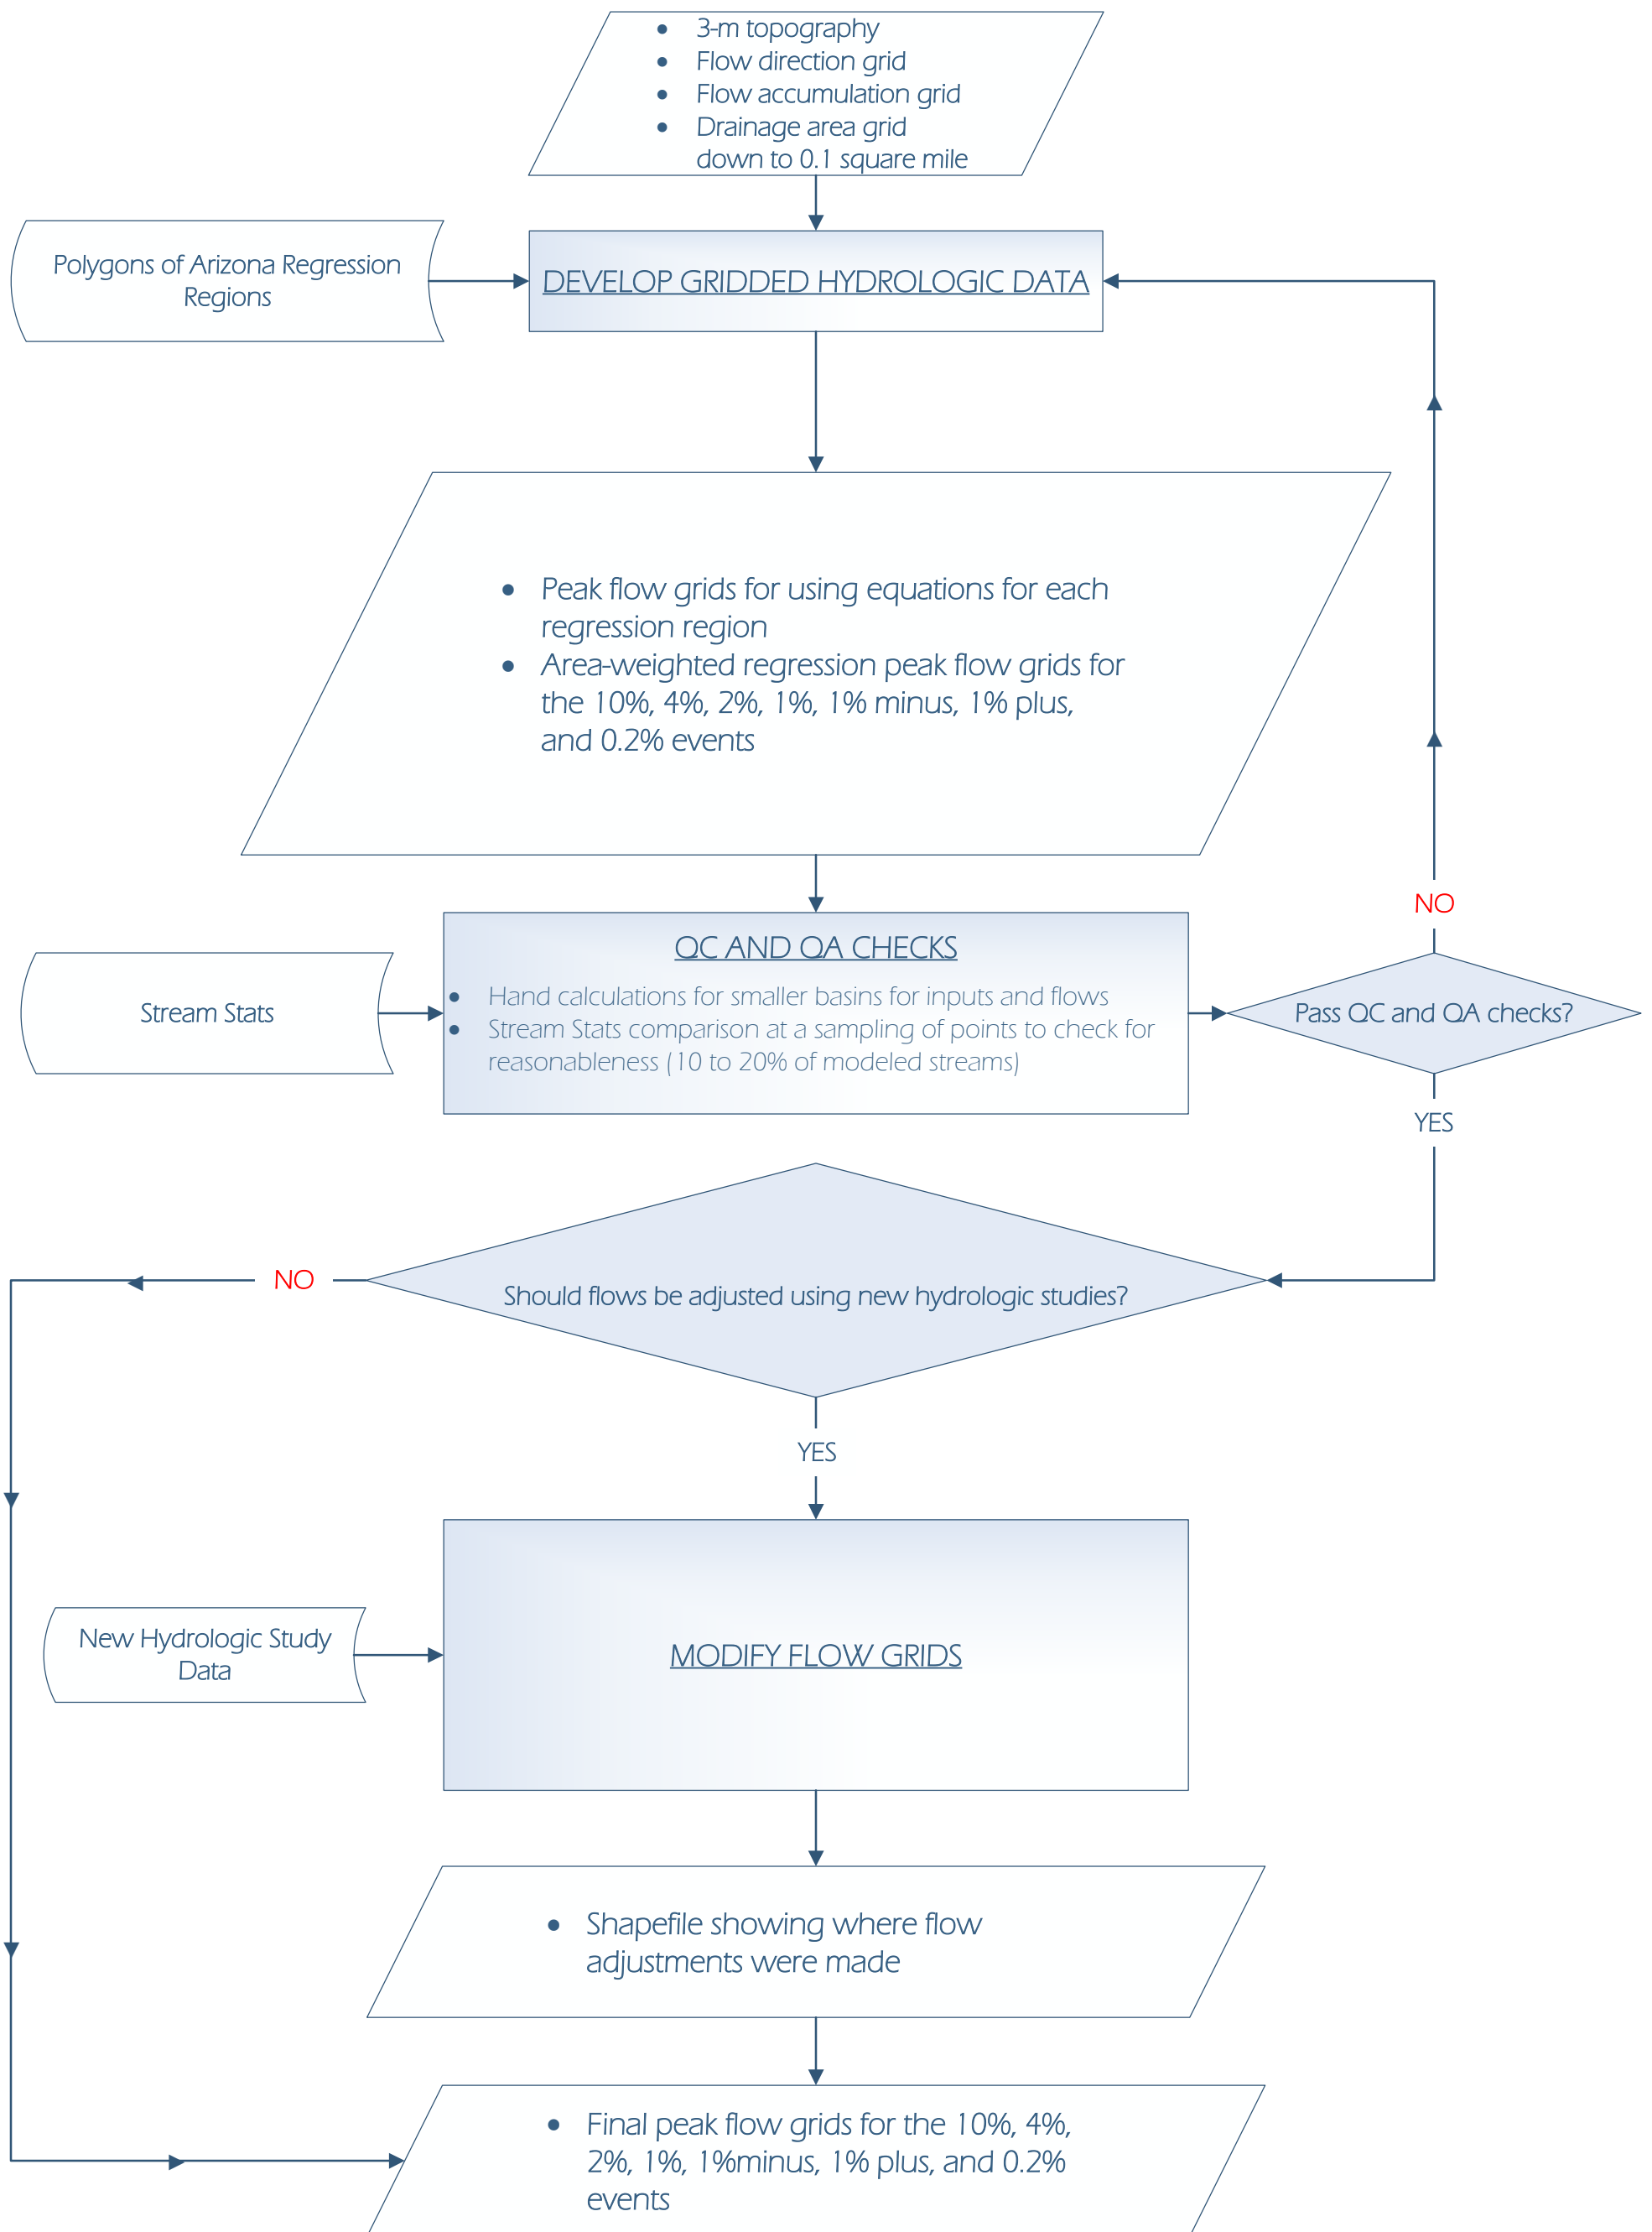 • 3-m topography
• Flow direction grid
• Flow accumulation grid
• Drainage area grid
down to 0.1 square mile
Polygons of Arizona Regression
Regions
DEVELOP GRIDDED HYDROLOGIC DATA
• Peak flow grids for using equations for each
regression region
• Area-weighted regression peak flow grids for
the 10%, 4%, 2%, 1%, 1% minus, 1% plus,
and 0.2% events
NO
Stream Stats
QC AND QA CHECKS
• Hand calculations for smaller basins for inputs and flows
• Stream Stats comparison at a sampling of points to check for
reasonableness (10 to 20% of modeled streams)
Pass QC and QA checks?
YES
NO
Should flows be adjusted using new hydrologic studies?
YES
New Hydrologic Study
Data
MODIFY FLOW GRIDS
• Shapefile showing where flow
adjustments were made
• Final peak flow grids for the 10%, 4%,
2%, 1%, 1%minus, 1% plus, and 0.2%
events